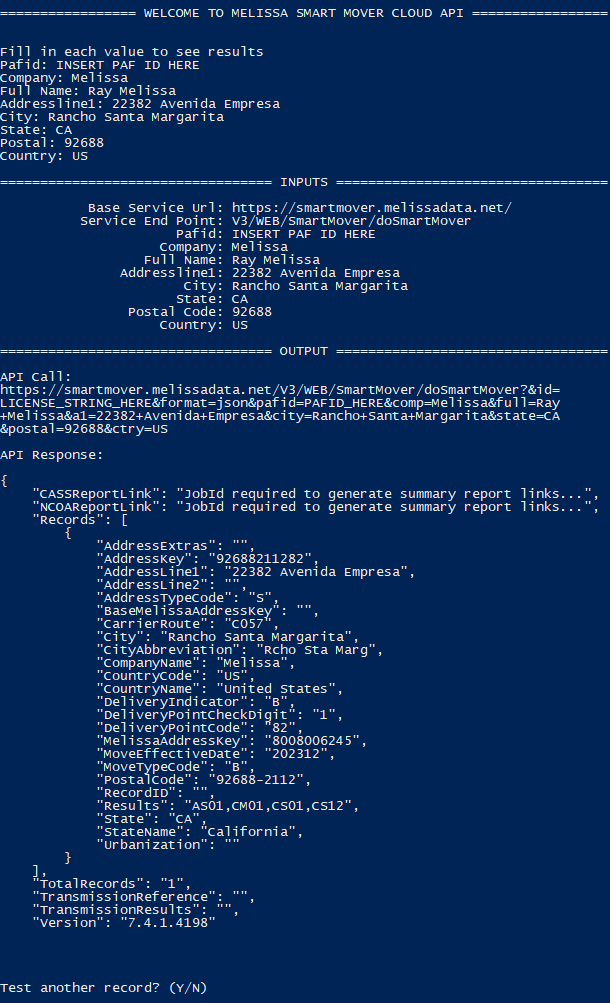 ================= WELCOME TO MELISSA SMART MOVER CLOUD API =================
Fill in each value to see results
Pafid: INSERT PAF ID HERE
Company: Melissa
Full Name: Ray Melissa
Addressline1: 22382 Avenida Empresa
City: Rancho Santa Margarita
State: CA
Postal: 92688
Country: US
================================== INPUTS ==================================
Base Service Url: https://smartmover.melissadata.net/
Service End Point: V3/WEB/SmartMover/doSmartMover
Pafid: INSERT PAF ID HERE
Company: Melissa
Full Name: Ray Melissa
Addressline1: 22382 Avenida Empresa
City: Rancho Santa Margarita
State: CA
Postal Code: 92688
Country: US
================================== OUTPUT ==================================
API Call:
https://smartmover.melissadata.net/V3/WEB/SmartMover/doSmartMover?&id=
LICENSE_STRING_HERE&format=json&pafid=PAFID_HERE&comp=Melissa&full=Ray
+Melissa&a1=22382+Avenida+Empresa&city=Rancho+Santa+Margarita&state=CA
&postal=92688&ctry=US
API Response:
{
    "CASSReportLink": "JobId required to generate summary report links...",
    "NCOAReportLink": "JobId required to generate summary report links...",
    "Records": [
        {
            "AddressExtras": "",
            "AddressKey": "92688211282",
            "AddressLine1": "22382 Avenida Empresa",
            "AddressLine2": "",
            "AddressTypeCode": "S",
            "BaseMelissaAddressKey": "",
            "CarrierRoute": "C057",
            "City": "Rancho Santa Margarita",
            "CityAbbreviation": "Rcho Sta Marg",
            "CompanyName": "Melissa",
            "CountryCode": "US",
            "CountryName": "United States",
            "DeliveryIndicator": "B",
            "DeliveryPointCheckDigit": "1",
            "DeliveryPointCode": "82",
            "MelissaAddressKey": "8008006245",
            "MoveEffectiveDate": "202312",
            "MoveTypeCode": "B",
            "PostalCode": "92688-2112",
            "RecordID": "",
            "Results": "AS01,CM01,CS01,CS12",
            "State": "CA",
            "StateName": "California",
            "Urbanization": ""
        }
    ],
    "TotalRecords": "1",
    "TransmissionReference": "",
    "TransmissionResults": "",
    "Version": "7.4.1.4198"
Test another record? (Y/N)